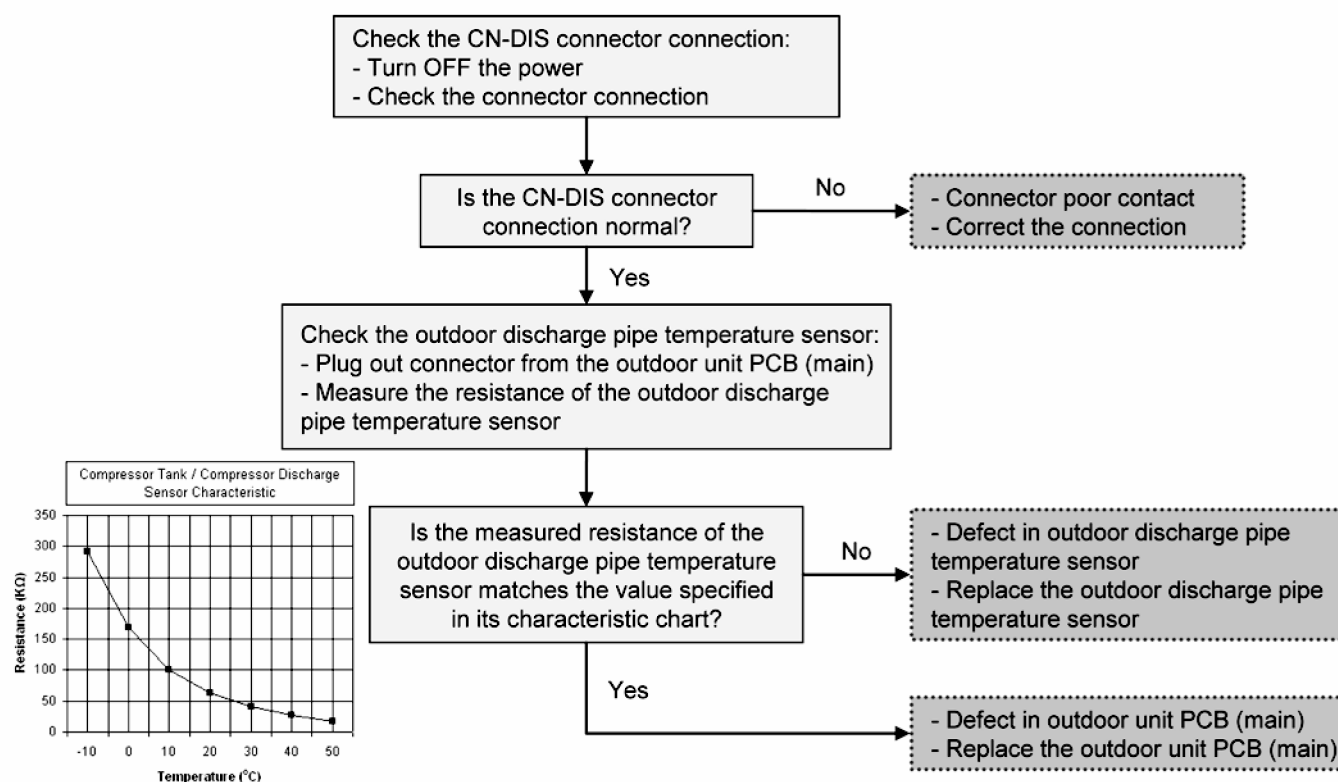 Check the CN-DIS connector connection:
- Turn OFF the power
- Check the connector connection
Is the CN-DIS connector
connection normal?
No
- Connector poor contact
- Correct the connection
Yes
Check the outdoor discharge pipe temperature sensor:
- Plug out connector from the outdoor unit PCB (main)
- Measure the resistance of the outdoor discharge
pipe temperature sensor
Compressor Tank / Compressor Discharge
Sensor Characteristic
Resistance (KΩ)
350
300
250
200
150
100
50
0
-10 0 10 20 30 40 50
Temperature (°C)
Is the measured resistance of the
outdoor discharge pipe temperature
sensor matches the value specified
in its characteristic chart?
No
- Defect in outdoor discharge pipe
temperature sensor
- Replace the outdoor discharge pipe
temperature sensor
Yes
- Defect in outdoor unit PCB (main)
- Replace the outdoor unit PCB (main)